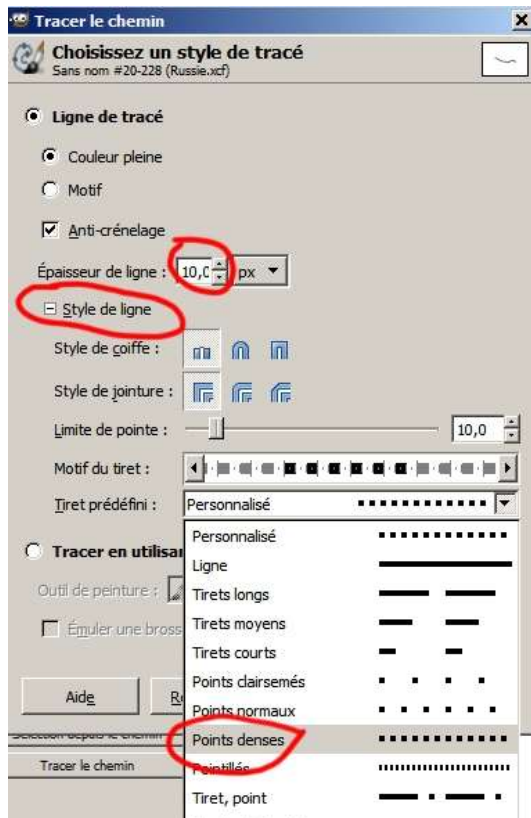 Tracer le chemin
Choisissez un style de tracé
Sans nom #20-228 (Russie.xcf)
Ligne de tracé
Couleur pleine
Motif
Anti-crénelage
Épaisseur de ligne : 10,0 px
Style de ligne
Style de coiffe :
Style de jointure :
Limite de pointe : 10,0
Motif du tiret :
Tiret prédéfini : Personnalisé
Personnalisé
Tracer en
Ligne
Outil de peinture :
Tirets longs
Tirets moyens
Émuler une
Tirets courts
Points clairsemés
Aide
Points normaux
Points denses
Tracer le chemin
Pointillés
Tiret, point